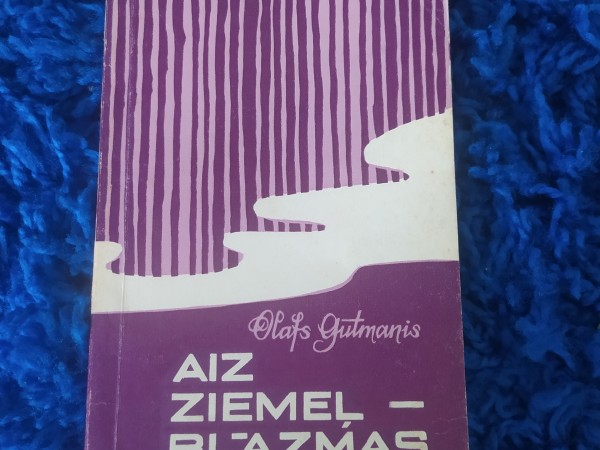 Olafs Gutmanis
AIZ
ZIEMEĻ –
BLĀZMAS